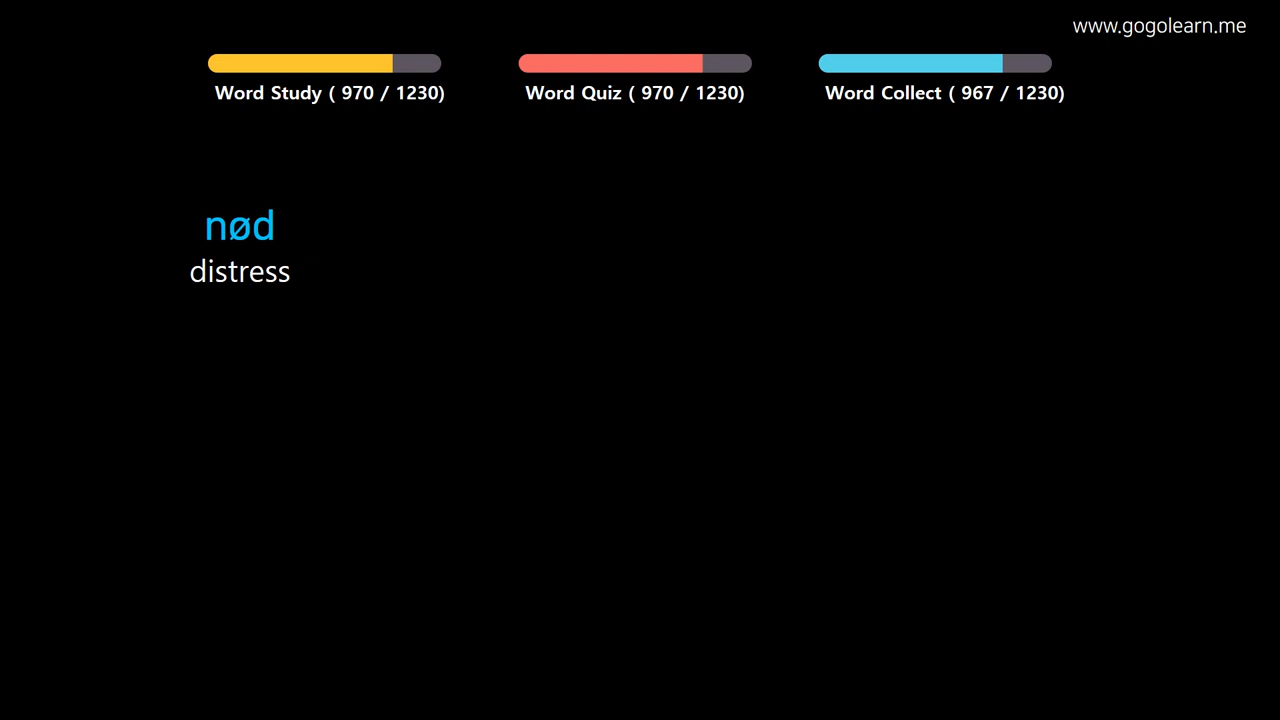 www.gogolearn.me
Word Study ( 970 / 1230)
Word Quiz ( 970 / 1230)
Word Collect ( 967 / 1230)
nød
distress